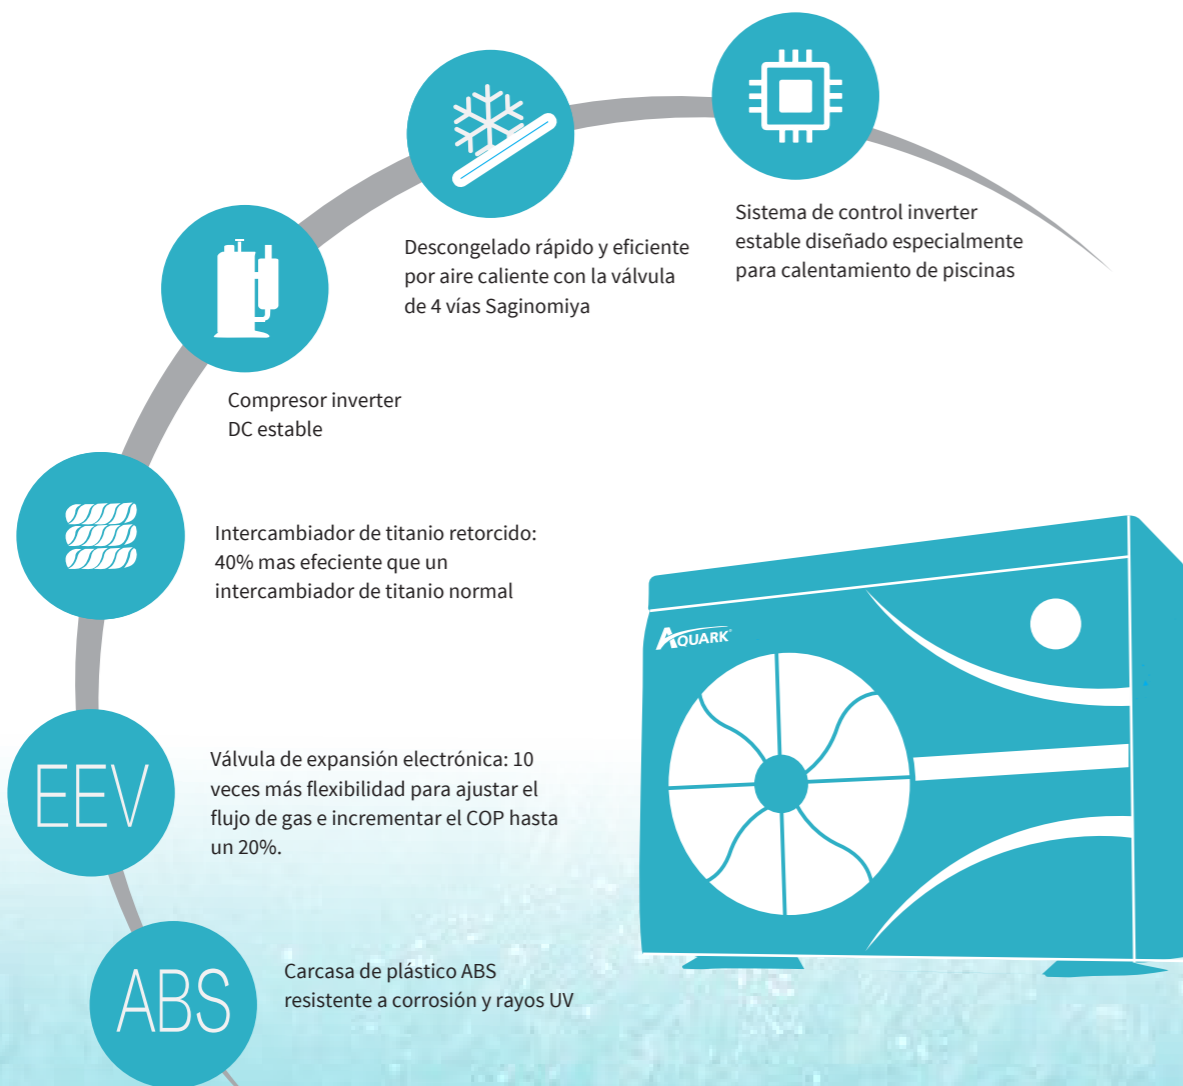 Sistema de control inverter
estable diseñado especialmente
para calentamiento de piscinas
Descongelado rápido y eficiente
por aire caliente con la válvula
de 4 vías Saginomiya
Compresor inverter
DC estable
Intercambiador de titanio retorcido:
40% mas efeciente que un
intercambiador de titanio normal
AQUARK
EEV
Válvula de expansión electrónica: 10
veces más flexibilidad para ajustar el
flujo de gas e incrementar el COP hasta
un 20%.
ABS
Carcasa de plástico ABS
resistente a corrosión y rayos UV